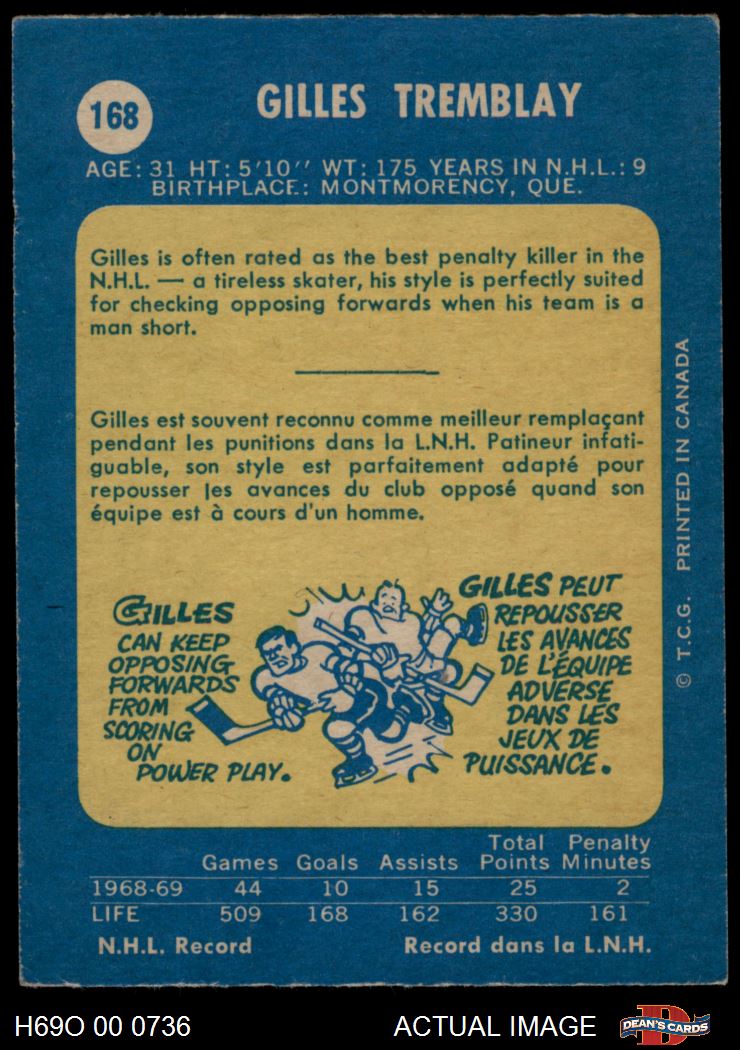 168
GILLES TREMBLAY
AGE: 31 HT: 5'10'' WT: 175 YEARS IN N.H.L.: 9
BIRTHPLACE: MONTMORENCY, QUE.
Gilles is often rated as the best penalty killer in the
N.H.L. — a tireless skater, his style is perfectly suited
for checking opposing forwards when his team is a
man short.
Gilles est souvent reconnu comme meilleur remplaçant
pendant les punitions dans la L.N.H. Patineur infati-
guable, son style est parfaitement adapté pour
repousser les avances du club opposé quand son
équipe est à cours d'un homme.
GILLES
CAN KEEP
OPPOSING
FORWARDS
FROM
SCORING
ON
POWER PLAY.
GILLES PEUT
REPOUSSER
LES AVANCES
DE L'ÉQUIPE
ADVERSE
DANS LES
JEUX DE
PUISSANCE.
© T.C.G. PRINTED IN CANADA
Total Penalty
Games Goals Assists Points Minutes
1968-69 44 10 15 25 2
LIFE 509 168 162 330 161
N.H.L. Record Record dans la L.N.H.
H69O 00 0736 ACTUAL IMAGE D DEAN'S CARDS